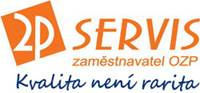 2P SERVIS
zaměstnavatel OZP
Kvalita není rarita